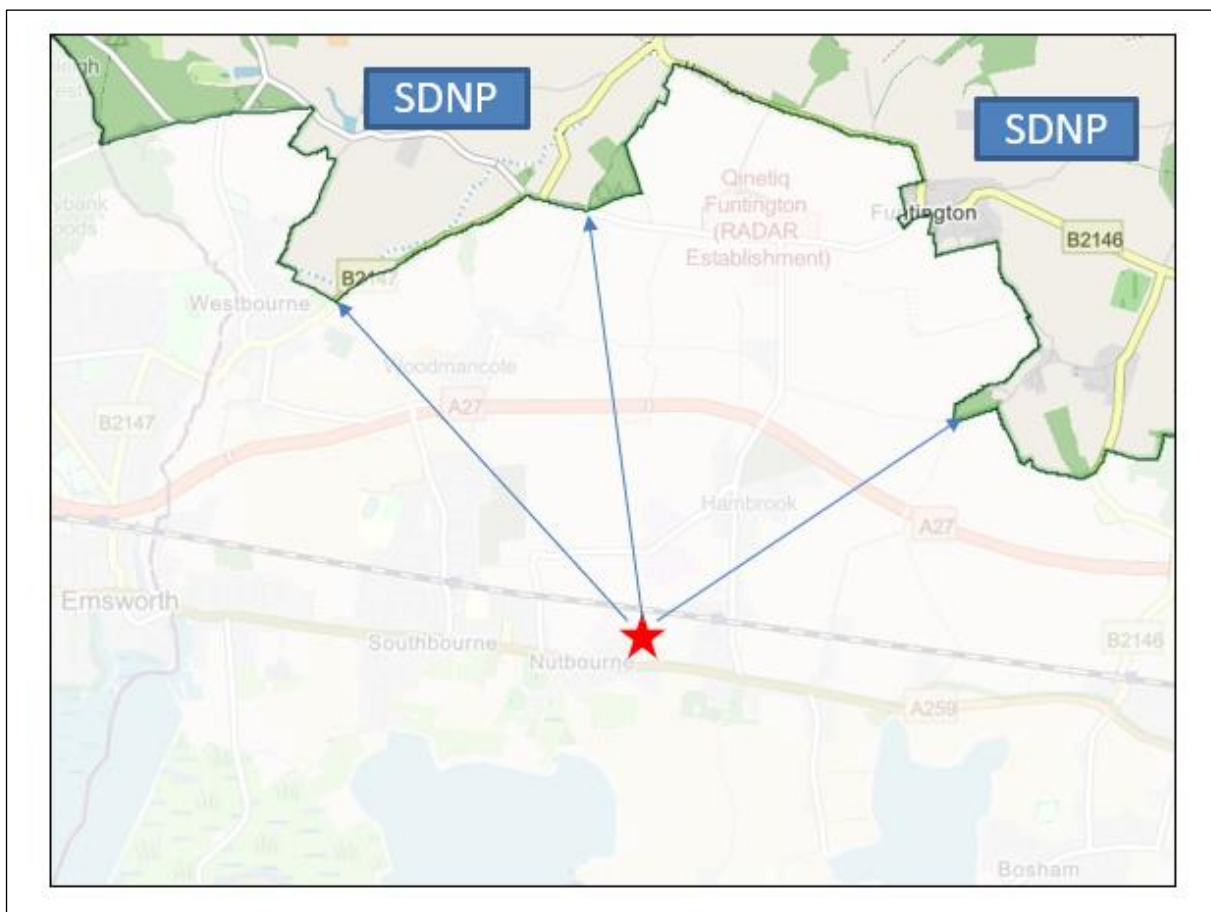 SDNP
SDNP
Qinetiq
Funtington
(RADAR
Establishment)
Funtington
B2146
B2147
Westbourne
Woodmancote
A27
B2147
Hambrook
A27
Emsworth
Southbourne
Nutbourne
B2146
A259
Bosham